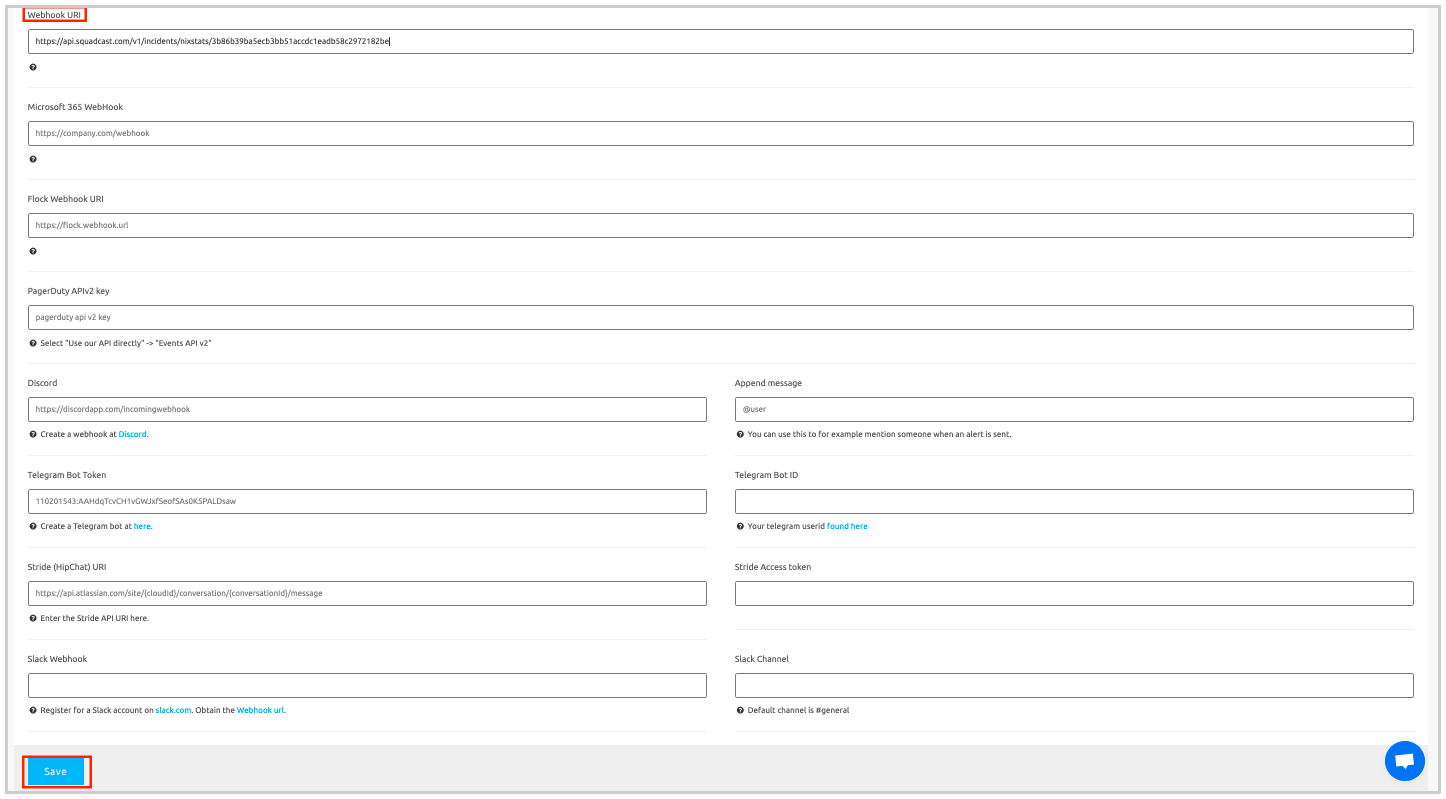 Webhook URI
https://api.squadcast.com/v1/incidents/nixstats/3b86b39ba5ecb3bb51accdc1eadb58c2972182be
Microsoft 365 WebHook
https://company.com/webhook
Flock Webhook URI
https://flock.webhook.url
PagerDuty APIv2 key
pagerduty api v2 key
Select "Use our API directly" -> "Events API v2"
Discord
https://discordapp.com/incomingwebhook
Create a webhook at Discord.
Append message
@user
You can use this to for example mention someone when an alert is sent.
Telegram Bot Token
110201543:AAHdqTcvCH1vGWJxfSeofSAs0K5PALDsaw
Create a Telegram bot at here.
Telegram Bot ID
Your telegram userid found here
Stride (HipChat) URI
https://api.atlassian.com/site/{cloudId}/conversation/{conversationId}/message
Enter the Stride API URI here.
Stride Access token
Slack Webhook
Register for a Slack account on slack.com. Obtain the Webhook url.
Slack Channel
Default channel is #general
Save